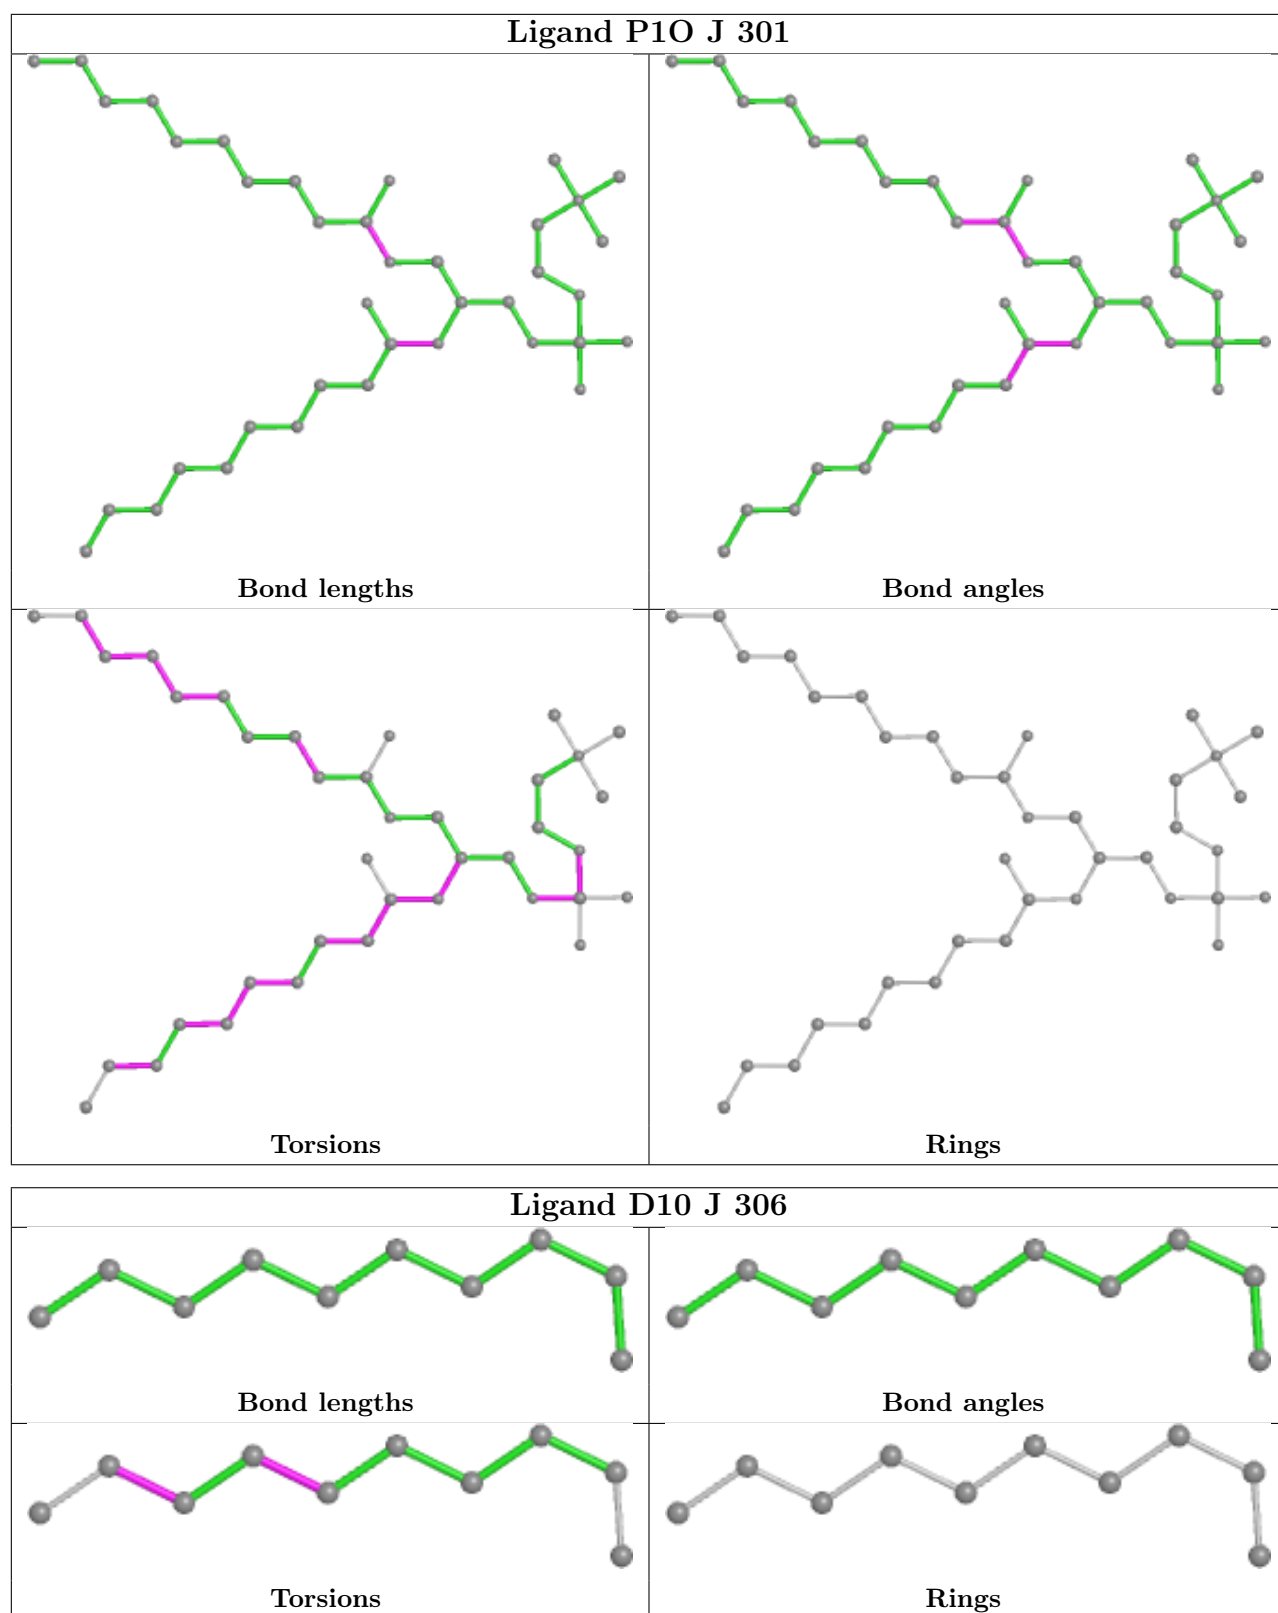 Ligand P1O J 301
Bond lengths
Bond angles
Torsions
Rings
Ligand D10 J 306
Bond lengths
Bond angles
Torsions
Rings